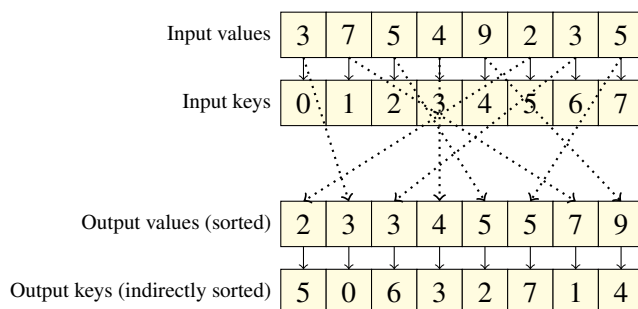 Input values 3 7 5 4 9 2 3 5
Input keys 0 1 2 3 4 5 6 7
Output values (sorted) 2 3 3 4 5 5 7 9
Output keys (indirectly sorted) 5 0 6 3 2 7 1 4